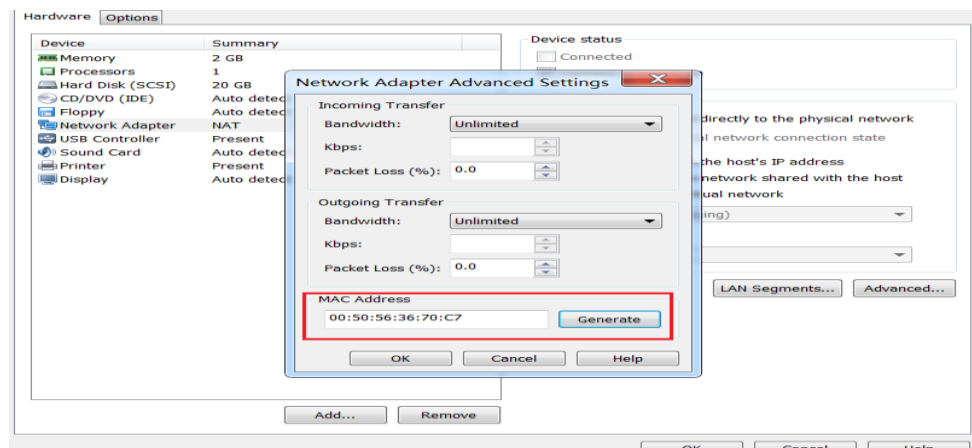 Hardware Options
Device Summary
Memory 2 GB
Processors 1
Hard Disk (SCSI) 20 GB
CD/DVD (IDE) Auto detec
Floppy Auto detec
Network Adapter NAT
USB Controller Present
Sound Card Auto detec
Printer Present
Display Auto detec
Add... Remove
Device status
Connected
directly to the physical network
al network connection state
the host's IP address
network shared with the host
ual network
ing)
LAN Segments... Advanced...
Network Adapter Advanced Settings
Incoming Transfer
Bandwidth: Unlimited
Kbps:
Packet Loss (%): 0.0
Outgoing Transfer
Bandwidth: Unlimited
Kbps:
Packet Loss (%): 0.0
MAC Address
00:50:56:36:70:C7 Generate
OK Cancel Help
OK Cancel Help